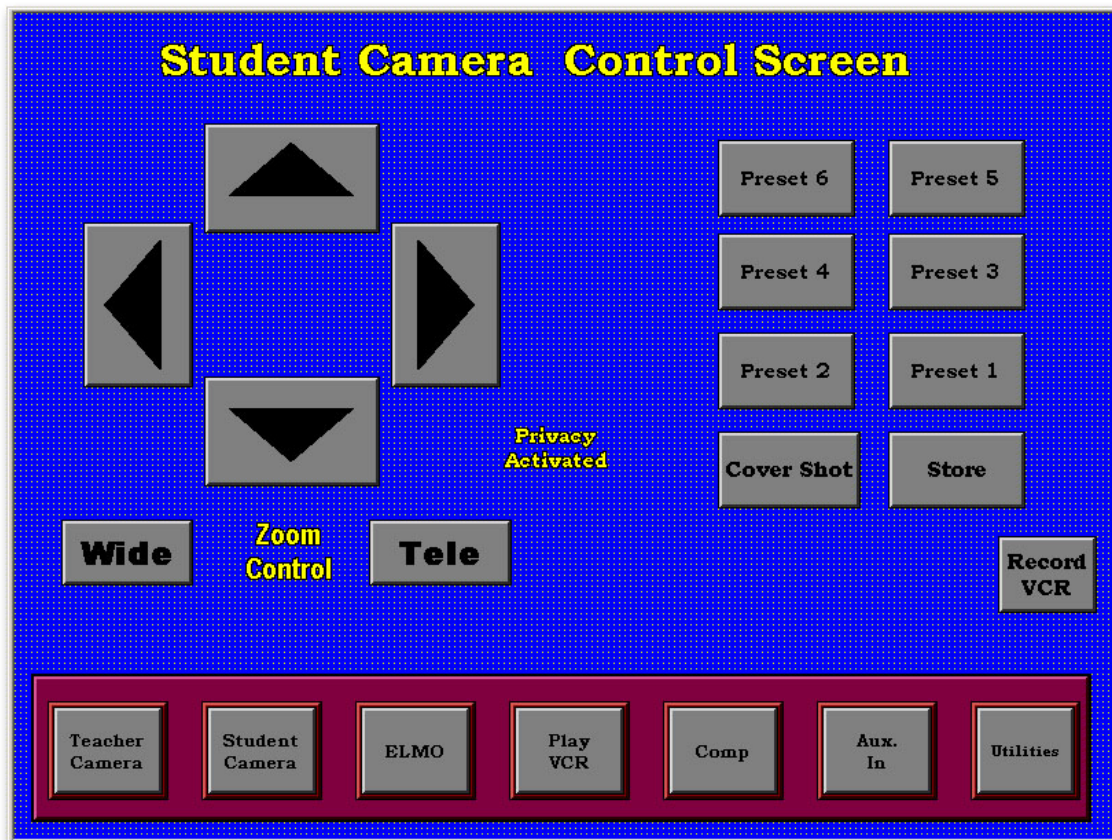 Student Camera Control Screen
Preset 6
Preset 5
Preset 4
Preset 3
Preset 2
Preset 1
Privacy
Activated
Cover Shot
Store
Wide
Zoom
Control
Tele
Record
VCR
Teacher
Camera
Student
Camera
ELMO
Play
VCR
Comp
Aux.
In
Utilities